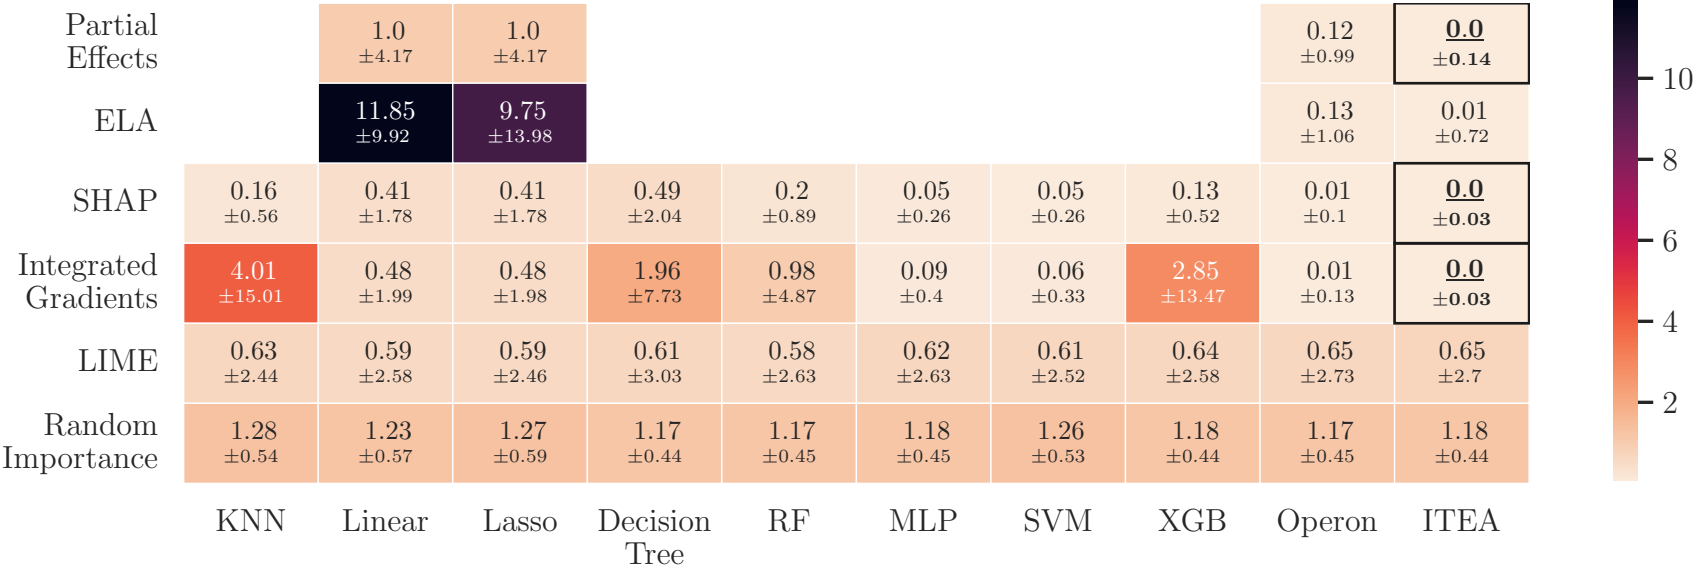 Partial
Effects
1.0 1.0 0.12 0.0
±4.17 ±4.17 ±0.99 ±0.14
ELA
11.85 9.75 0.13 0.01
±9.92 ±13.98 ±1.06 ±0.72
SHAP
0.16 0.41 0.41 0.49 0.2 0.05 0.05 0.13 0.01 0.0
±0.56 ±1.78 ±1.78 ±2.04 ±0.89 ±0.26 ±0.26 ±0.52 ±0.1 ±0.03
Integrated
Gradients
4.01 0.48 0.48 1.96 0.98 0.09 0.06 2.85 0.01 0.0
±15.01 ±1.99 ±1.98 ±7.73 ±4.87 ±0.4 ±0.33 ±13.47 ±0.13 ±0.03
LIME
0.63 0.59 0.59 0.61 0.58 0.62 0.61 0.64 0.65 0.65
±2.44 ±2.58 ±2.46 ±3.03 ±2.63 ±2.63 ±2.52 ±2.58 ±2.73 ±2.7
Random
Importance
1.28 1.23 1.27 1.17 1.17 1.18 1.26 1.18 1.17 1.18
±0.54 ±0.57 ±0.59 ±0.44 ±0.45 ±0.45 ±0.53 ±0.44 ±0.45 ±0.44
KNN Linear Lasso Decision RF MLP SVM XGB Operon ITEA
Tree
10
8
6
4
2